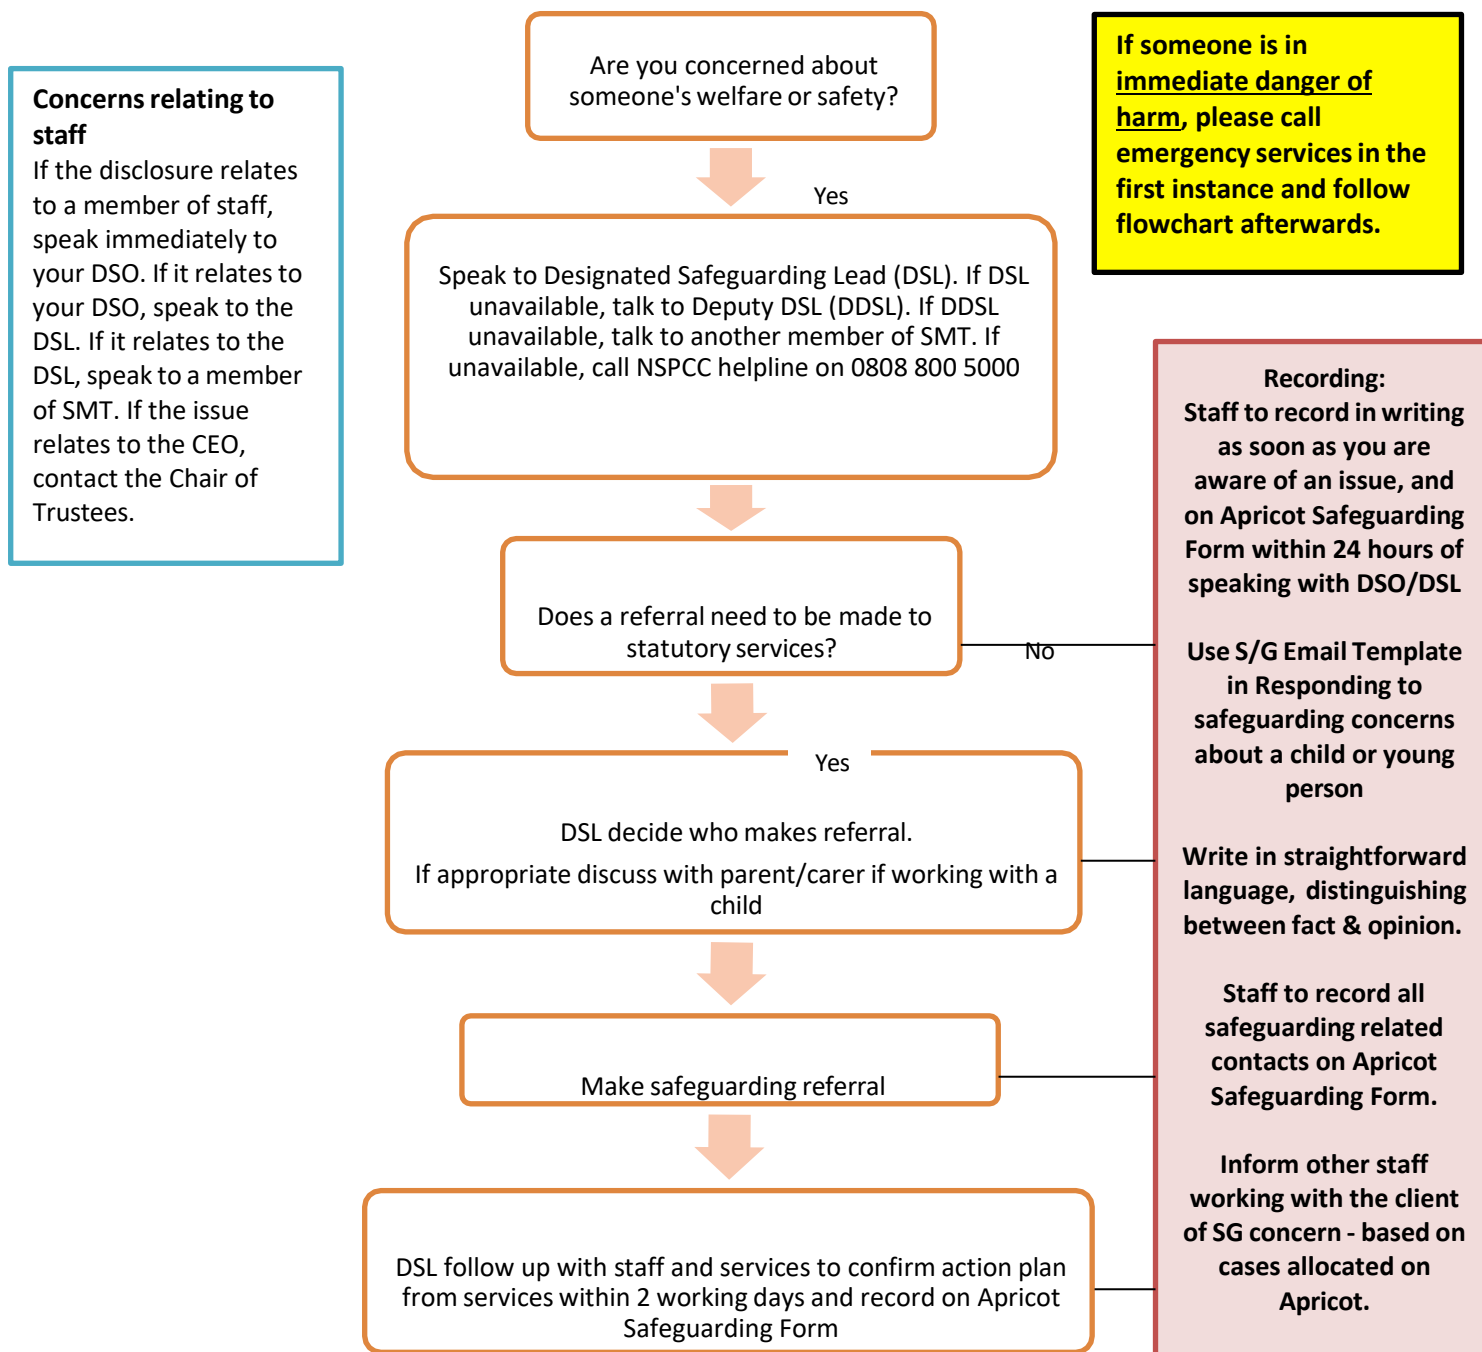 Are you concerned about
someone's welfare or safety?
If someone is in
immediate danger of
harm, please call
emergency services in the
first instance and follow
flowchart afterwards.
Concerns relating to
staff
If the disclosure relates
to a member of staff,
speak immediately to
your DSO. If it relates to
your DSO, speak to the
DSL. If it relates to the
DSL, speak to a member
of SMT. If the issue
relates to the CEO,
contact the Chair of
Trustees.
Yes
Speak to Designated Safeguarding Lead (DSL). If DSL
unavailable, talk to Deputy DSL (DDSL). If DDSL
unavailable, talk to another member of SMT. If
unavailable, call NSPCC helpline on 0808 800 5000
Does a referral need to be made to
statutory services?
No
Yes
DSL decide who makes referral.
If appropriate discuss with parent/carer if working with a
child
Make safeguarding referral
DSL follow up with staff and services to confirm action plan
from services within 2 working days and record on Apricot
Safeguarding Form
Recording:
Staff to record in writing
as soon as you are
aware of an issue, and
on Apricot Safeguarding
Form within 24 hours of
speaking with DSO/DSL
Use S/G Email Template
in Responding to
safeguarding concerns
about a child or young
person
Write in straightforward
language, distinguishing
between fact & opinion.
Staff to record all
safeguarding related
contacts on Apricot
Safeguarding Form.
Inform other staff
working with the client
of SG concern - based on
cases allocated on
Apricot.